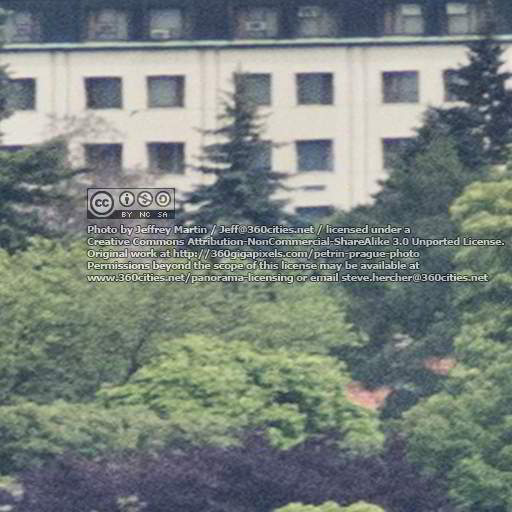 cc
BY NC SA
Photo by Jeffrey Martin / Jeff@360cities.net / licensed under a
Creative Commons Attribution-NonCommercial-ShareAlike 3.0 Unported License.
Original work at http://360gigapixels.com/petrin-prague-photo
Permissions beyond the scope of this license may be available at
www.360cities.net/panorama-licensing or email steve.hercher@360cities.net